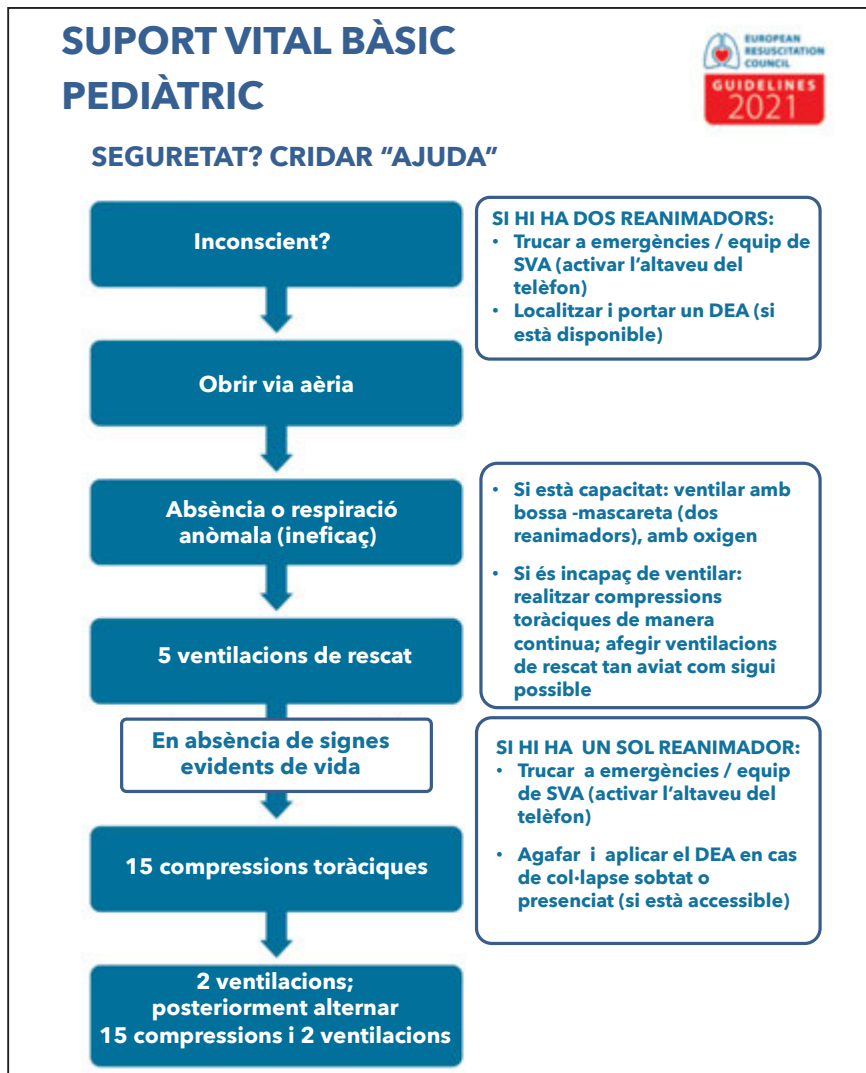 SUPORT VITAL BÀSIC
PEDIÀTRIC
EUROPEAN
RESUSCITATION
COUNCIL
GUIDELINES
2021
SEGURETAT? CRIDAR “AJUDA”
Inconscient?
SI HI HA DOS REANIMADORS:
• Trucar a emergències / equip de
SVA (activar l’altaveu del
telèfon)
• Localitzar i portar un DEA (si
està disponible)
Obrir via aèria
Absència o respiració
anòmala (ineficaç)
• Si està capacitat: ventilar amb
bossa -mascareta (dos
reanimadors), amb oxigen
• Si és incapaç de ventilar:
realitzar compressions
toràciques de manera
continua; afegir ventilacions
de rescat tan aviat com sigui
possible
5 ventilacions de rescat
En absència de signes
evidents de vida
SI HI HA UN SOL REANIMADOR:
• Trucar a emergències / equip
de SVA (activar l’altaveu del
telèfon)
• Agafar i aplicar el DEA en cas
de col·lapse sobtat o
presenciat (si està accessible)
15 compressions toràciques
2 ventilacions;
posteriorment alternar
15 compressions i 2 ventilacions